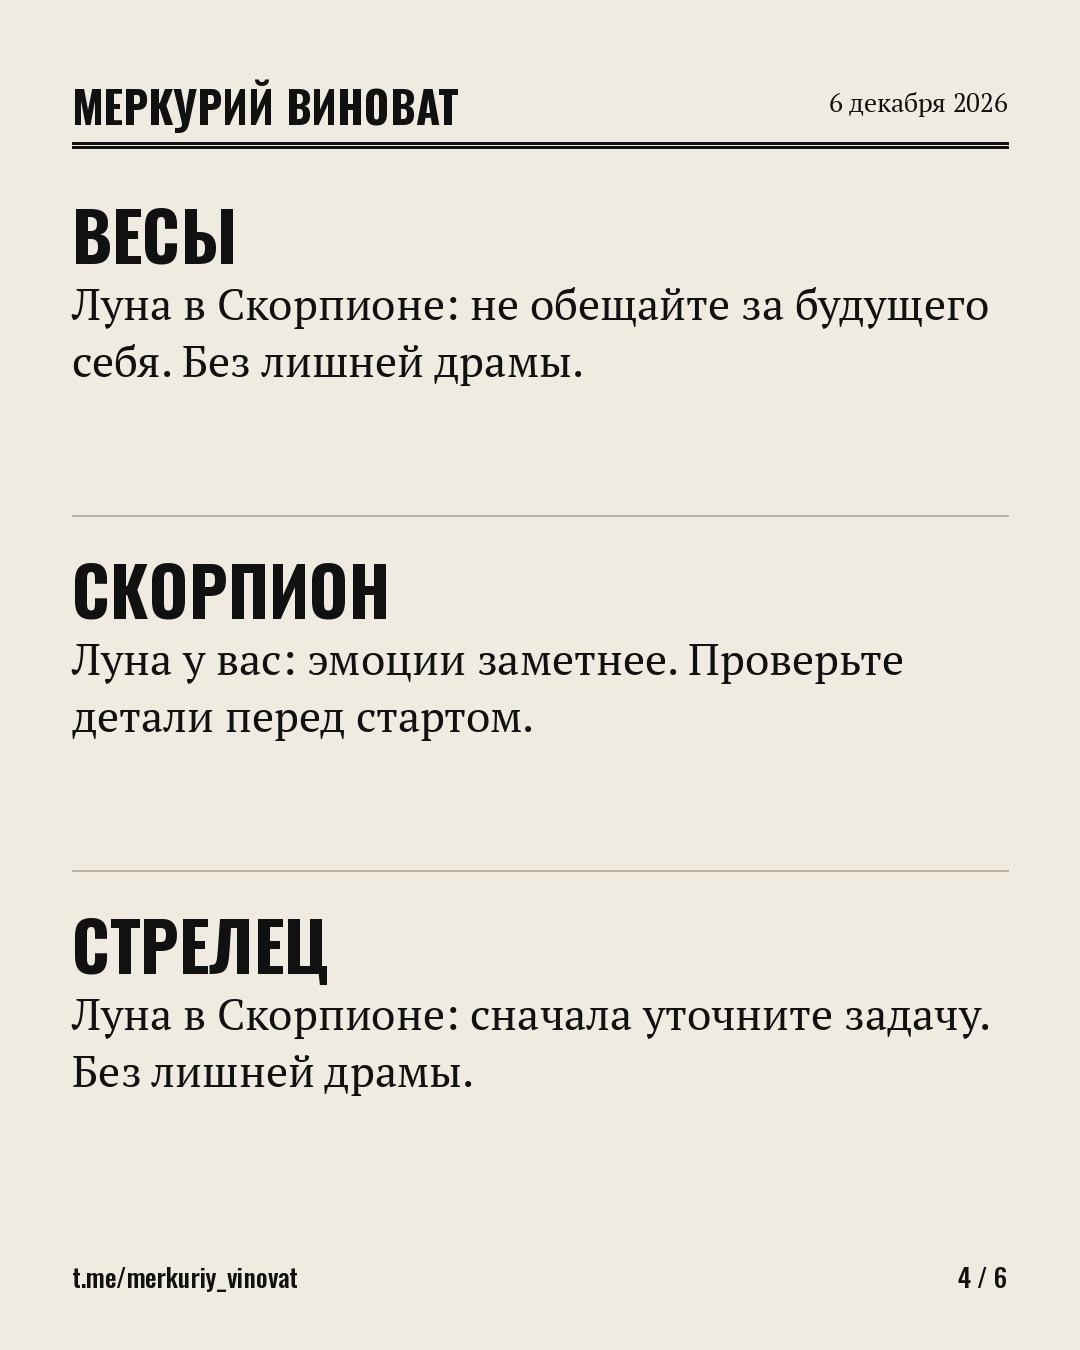 МЕРКУРИЙ ВИНОВАТ
6 декабря 2026
ВЕСЫ
Луна в Скорпионе: не обещайте за будущего
себя. Без лишней драмы.
СКОРПИОН
Луна у вас: эмоции заметнее. Проверьте
детали перед стартом.
СТРЕЛЕЦ
Луна в Скорпионе: сначала уточните задачу.
Без лишней драмы.
t.me/merkuriy_vinovat
4 / 6